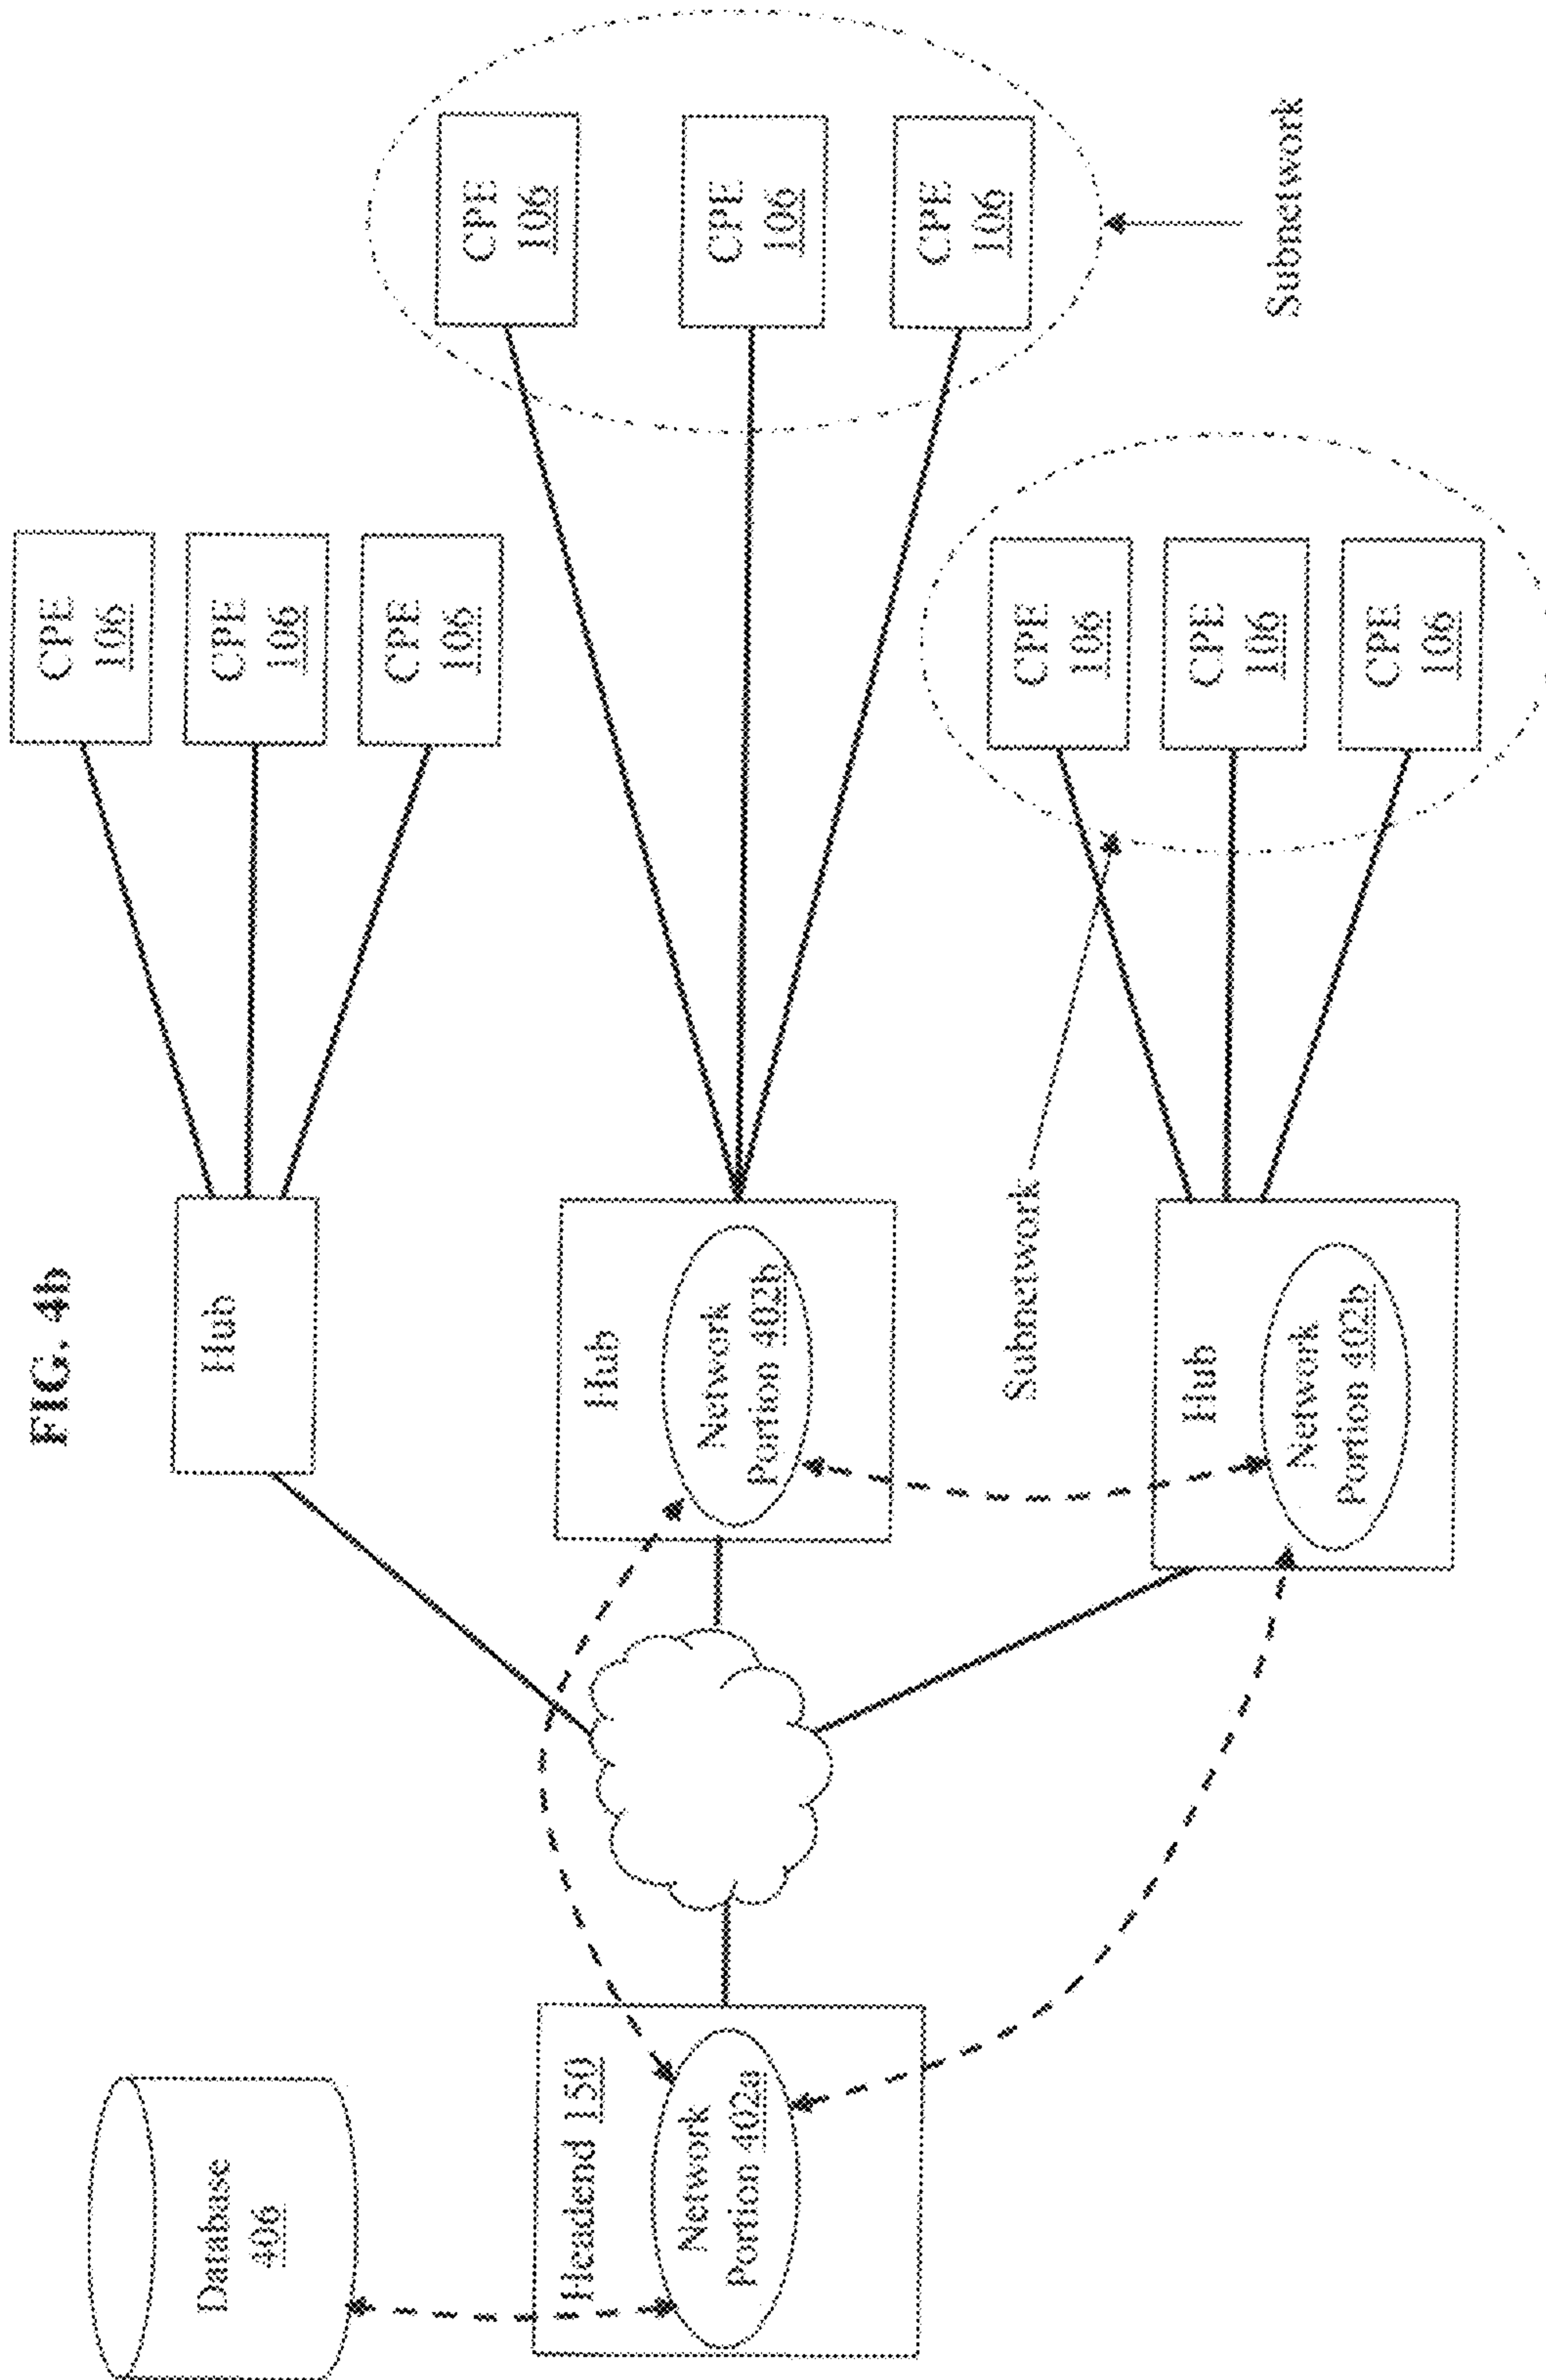 FIG. 4b
Database
406
Headend 150
Network
Portion 402a
Hub
CPE
106
CPE
106
CPE
106
Hub
Network
Portion 402b
CPE
106
CPE
106
CPE
106
Subnetwork
Subnetwork
Hub
Network
Portion 402b
CPE
106
CPE
106
CPE
106